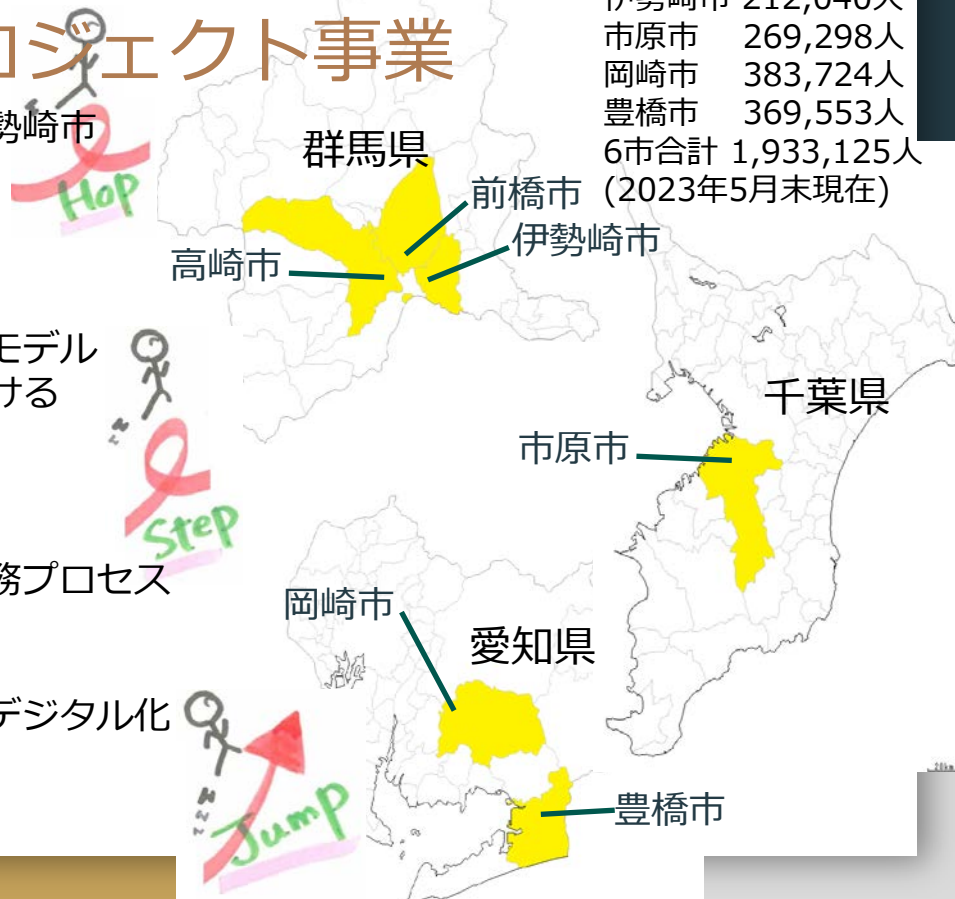 ロジェクト事業
勢崎市
Hop
モデル
ける
Step
務プロセス
デジタル化
Jump
伊勢崎市
市原市 269,298人
岡崎市 383,724人
豊橋市 369,553人
6市合計 1,933,125人
(2023年5月末現在)
群馬県
前橋市
伊勢崎市
高崎市
千葉県
市原市
岡崎市
愛知県
豊橋市